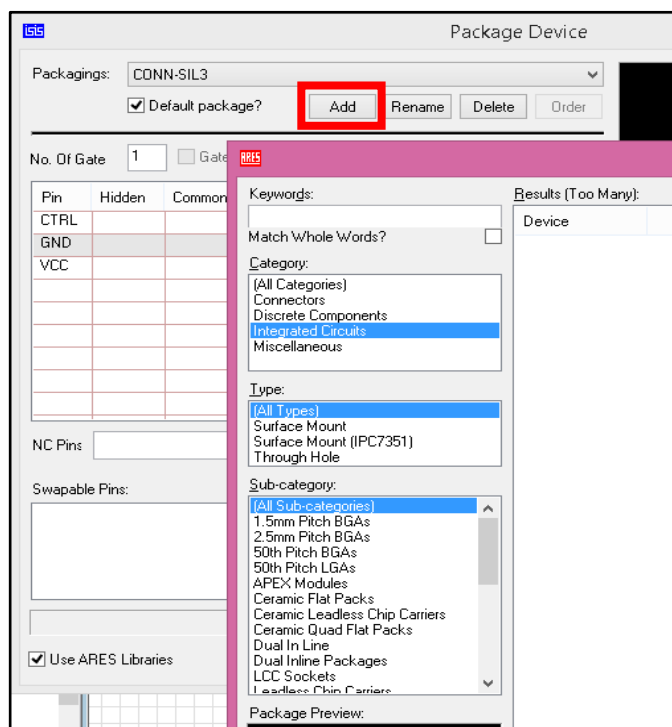 ISIS
Package Device
Packagings: CONN-SIL3
Default package? Add Rename Delete Order
No. Of Gate 1 Gate
Pin Hidden Common
CTRL
GND
VCC
NC Pins
Swapable Pins:
Use ARES Libraries
ARES
Keywords:
Match Whole Words?
Category:
(All Categories)
Connectors
Discrete Components
Integrated Circuits
Miscellaneous
Type:
(All Types)
Surface Mount
Surface Mount (IPC7351)
Through Hole
Sub-category:
(All Sub-categories)
1.5mm Pitch BGAs
2.5mm Pitch BGAs
50th Pitch BGAs
50th Pitch LGAs
APEX Modules
Ceramic Flat Packs
Ceramic Leadless Chip Carriers
Ceramic Quad Flat Packs
Dual In Line
Dual Inline Packages
LCC Sockets
Leadless Chip Carriers
Package Preview:
Results (Too Many):
Device